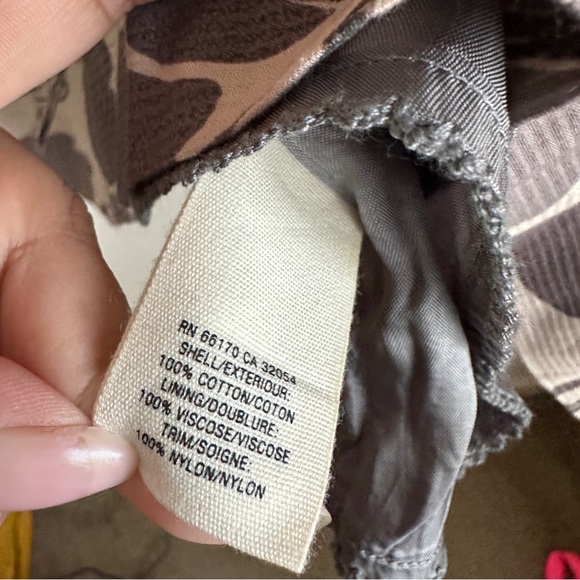 RN 66170 CA 32054
SHELL/EXTERIOUR:
100% COTTON/COTON
LINING/DOUBLURE:
100% VISCOSE/VISCOSE
TRIM/SOIGNE:
100% NYLON/NYLON